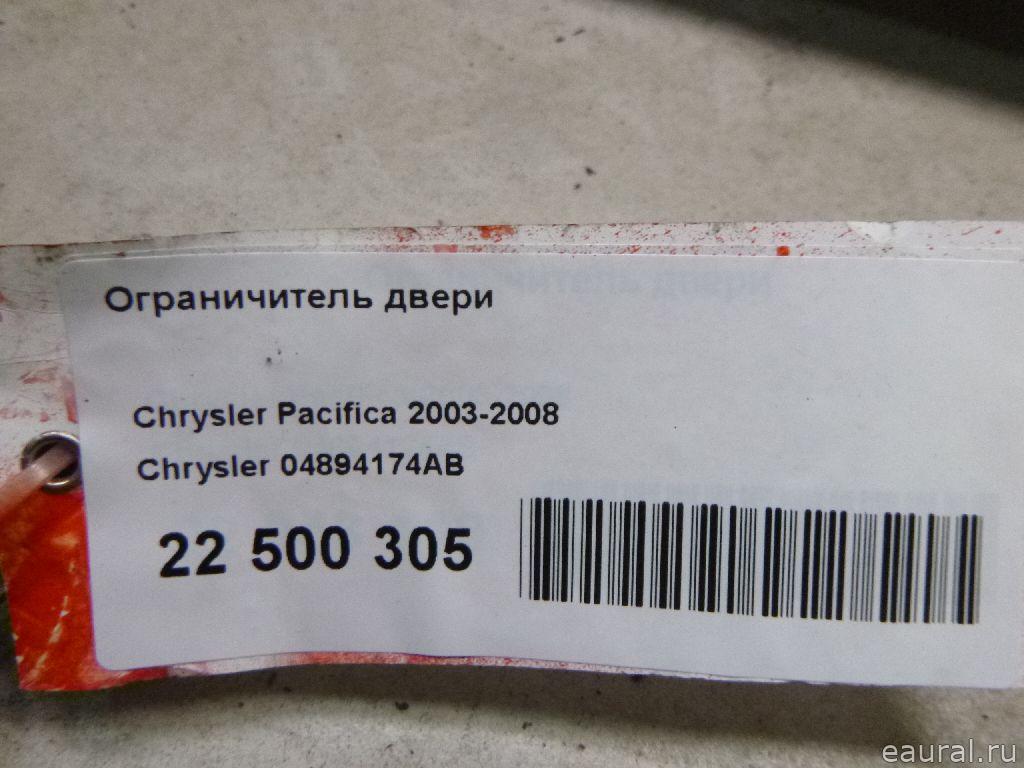 Ограничитель двери
Chrysler Pacifica 2003-2008
Chrysler 04894174AB
22 500 305
eaural.ru